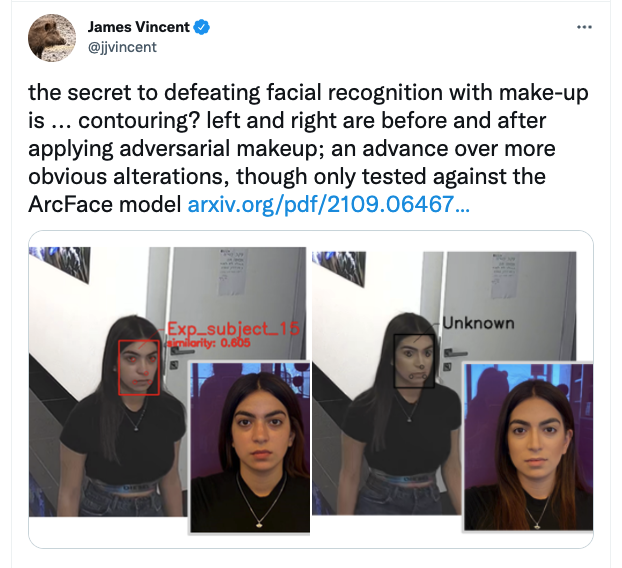 James Vincent
@jjvincent
the secret to defeating facial recognition with make-up
is ... contouring? left and right are before and after
applying adversarial makeup; an advance over more
obvious alterations, though only tested against the
ArcFace model arxiv.org/pdf/2109.06467...
Exp_subject_15
similarity: 0.605
Unknown